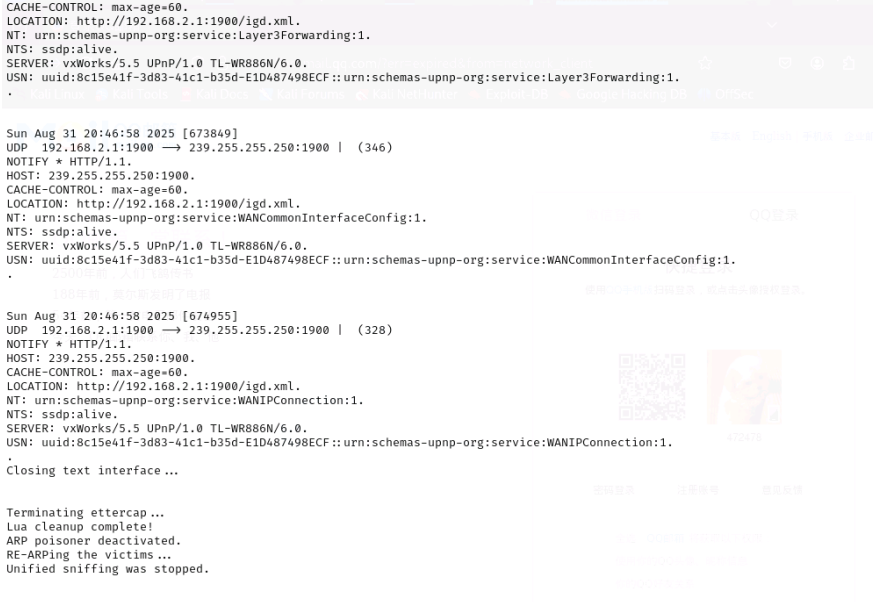 CACHE-CONTROL: max-age=60.
LOCATION: http://192.168.2.1:1900/igd.xml.
NT: urn:schemas-upnp-org:service:Layer3Forwarding:1.
NTS: ssdp:alive.
SERVER: vxWorks/5.5 UPnP/1.0 TL-WR886N/6.0.
USN: uuid:8c15e41f-3d83-41c1-b35d-E1D487498ECF::urn:schemas-upnp-org:service:Layer3Forwarding:1.
.
Sun Aug 31 20:46:58 2025 [673849]
UDP  192.168.2.1:1900 --> 239.255.255.250:1900 |  (346)
NOTIFY * HTTP/1.1.
HOST: 239.255.255.250:1900.
CACHE-CONTROL: max-age=60.
LOCATION: http://192.168.2.1:1900/igd.xml.
NT: urn:schemas-upnp-org:service:WANCommonInterfaceConfig:1.
NTS: ssdp:alive.
SERVER: vxWorks/5.5 UPnP/1.0 TL-WR886N/6.0.
USN: uuid:8c15e41f-3d83-41c1-b35d-E1D487498ECF::urn:schemas-upnp-org:service:WANCommonInterfaceConfig:1.
.
Sun Aug 31 20:46:58 2025 [674955]
UDP  192.168.2.1:1900 --> 239.255.255.250:1900 |  (328)
NOTIFY * HTTP/1.1.
HOST: 239.255.255.250:1900.
CACHE-CONTROL: max-age=60.
LOCATION: http://192.168.2.1:1900/igd.xml.
NT: urn:schemas-upnp-org:service:WANIPConnection:1.
NTS: ssdp:alive.
SERVER: vxWorks/5.5 UPnP/1.0 TL-WR886N/6.0.
USN: uuid:8c15e41f-3d83-41c1-b35d-E1D487498ECF::urn:schemas-upnp-org:service:WANIPConnection:1.
.
Closing text interface...
Terminating ettercap...
Lua cleanup complete!
ARP poisoner deactivated.
RE-ARPing the victims...
Unified sniffing was stopped.